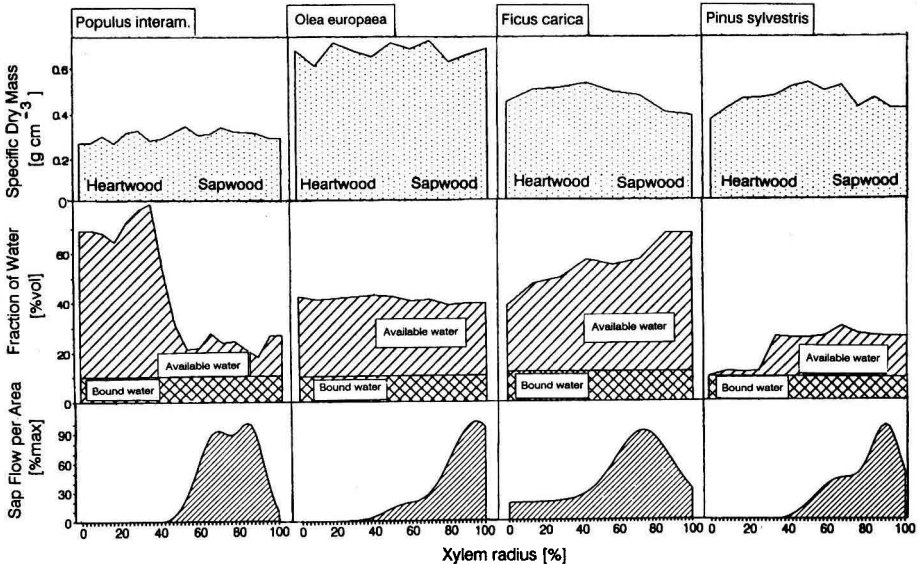 Populus interam.
Olea europaea
Ficus carica
Pinus sylvestris
Specific Dry Mass
[g cm-3]
0.6
0.4
0.2
0
Heartwood Sapwood
Heartwood Sapwood
Heartwood Sapwood
Heartwood Sapwood
Fraction of Water
[%vol]
60
40
20
0
Available water
Bound water
Available water
Bound water
Available water
Bound water
Available water
Bound water
Sap Flow per Area
[%max]
90
60
30
0
0 20 40 60 80 100
0 20 40 60 80 100
0 20 40 60 80 100
0 20 40 60 80 100
Xylem radius [%]